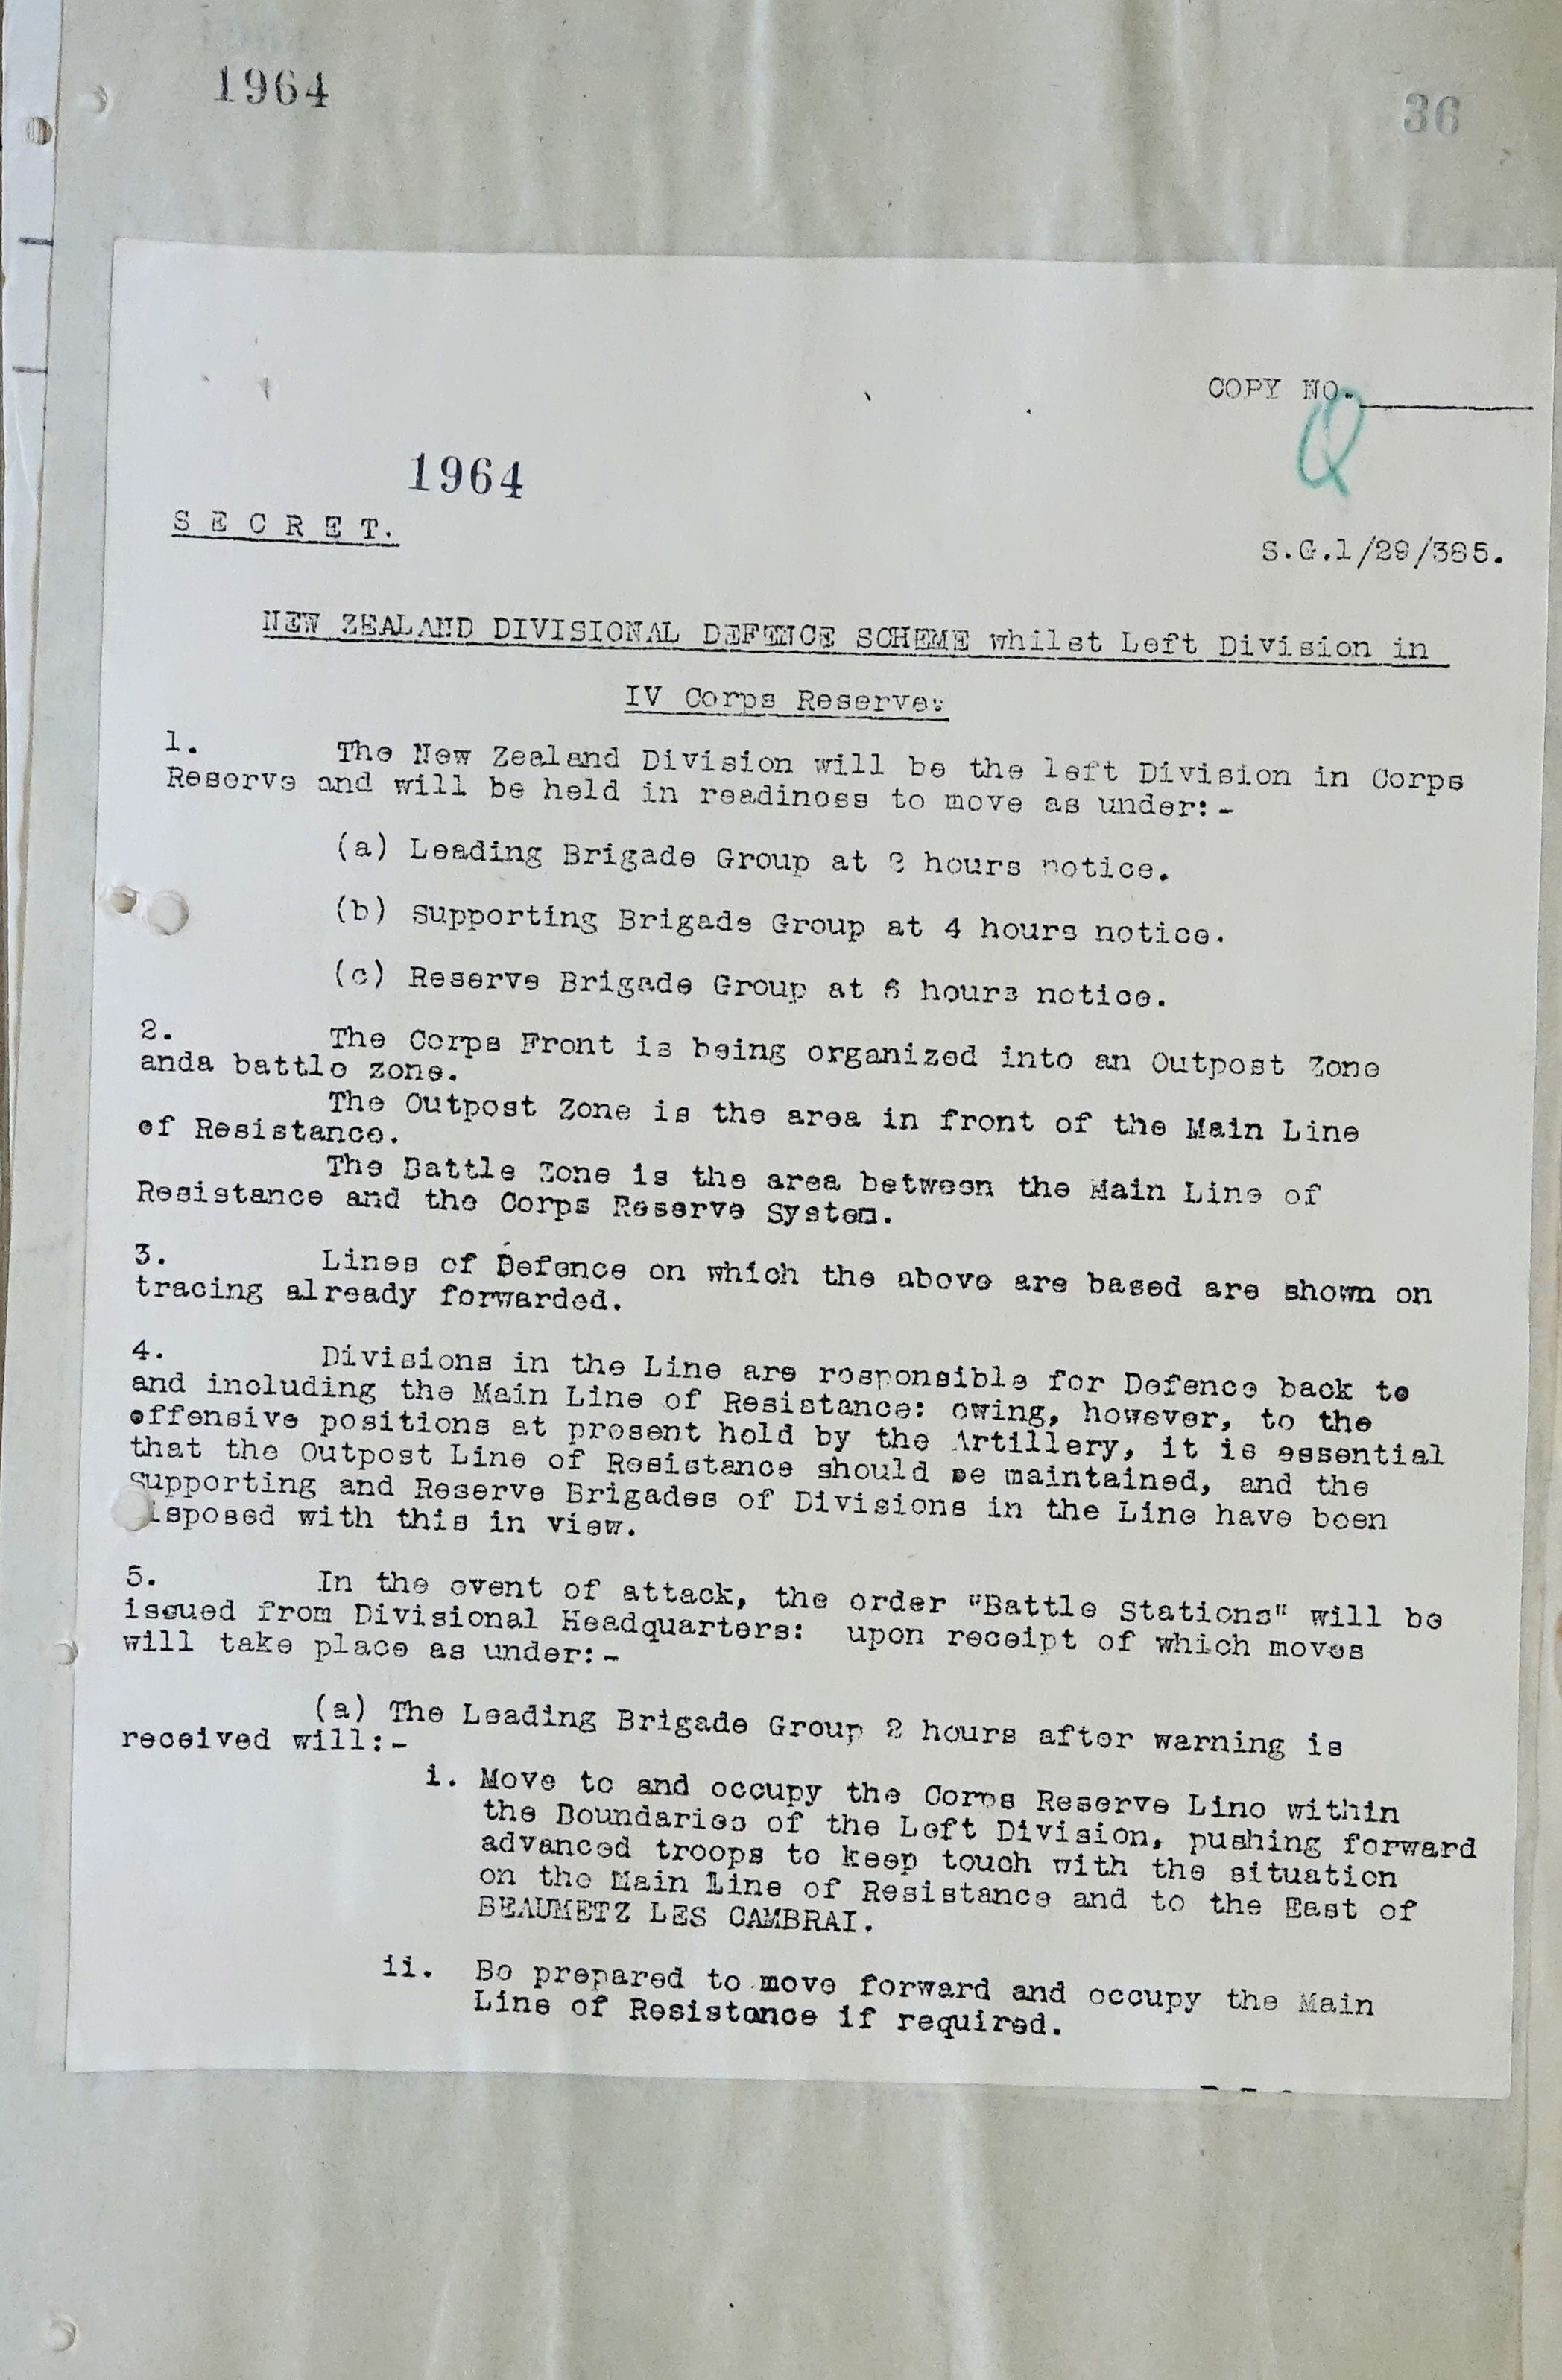 1964
36
COPY NO.
Q
1964
S E C R E T.
S.G.1/29/385.
NEW ZEALAND DIVISIONAL DEFENCE SCHEME whilst Left Division in
IV Corps Reserve.
1. The New Zealand Division will be the left Division in Corps
Reserve and will be held in readiness to move as under:-
(a) Leading Brigade Group at 2 hours notice.
(b) Supporting Brigade Group at 4 hours notice.
(c) Reserve Brigade Group at 6 hours notice.
2. The Corps Front is being organized into an Outpost Zone
anda battle zone.
The Outpost Zone is the area in front of the Main Line
of Resistance.
The Battle Zone is the area between the Main Line of
Resistance and the Corps Reserve System.
3. Lines of Defence on which the above are based are shown on
tracing already forwarded.
4. Divisions in the Line are responsible for Defence back to
and including the Main Line of Resistance: owing, however, to the
offensive positions at present held by the Artillery, it is essential
that the Outpost Line of Resistance should be maintained, and the
Supporting and Reserve Brigades of Divisions in the Line have been
isposed with this in view.
5. In the event of attack, the order "Battle Stations" will be
issued from Divisional Headquarters: upon receipt of which moves
will take place as under:-
(a) The Leading Brigade Group 2 hours after warning is
received will:-
i. Move to and occupy the Corps Reserve Line within
the Boundaries of the Left Division, pushing forward
advanced troops to keep touch with the situation
on the Main Line of Resistance and to the East of
BEAUMETZ LES CAMBRAI.
ii. Be prepared to move forward and occupy the Main
Line of Resistance if required.